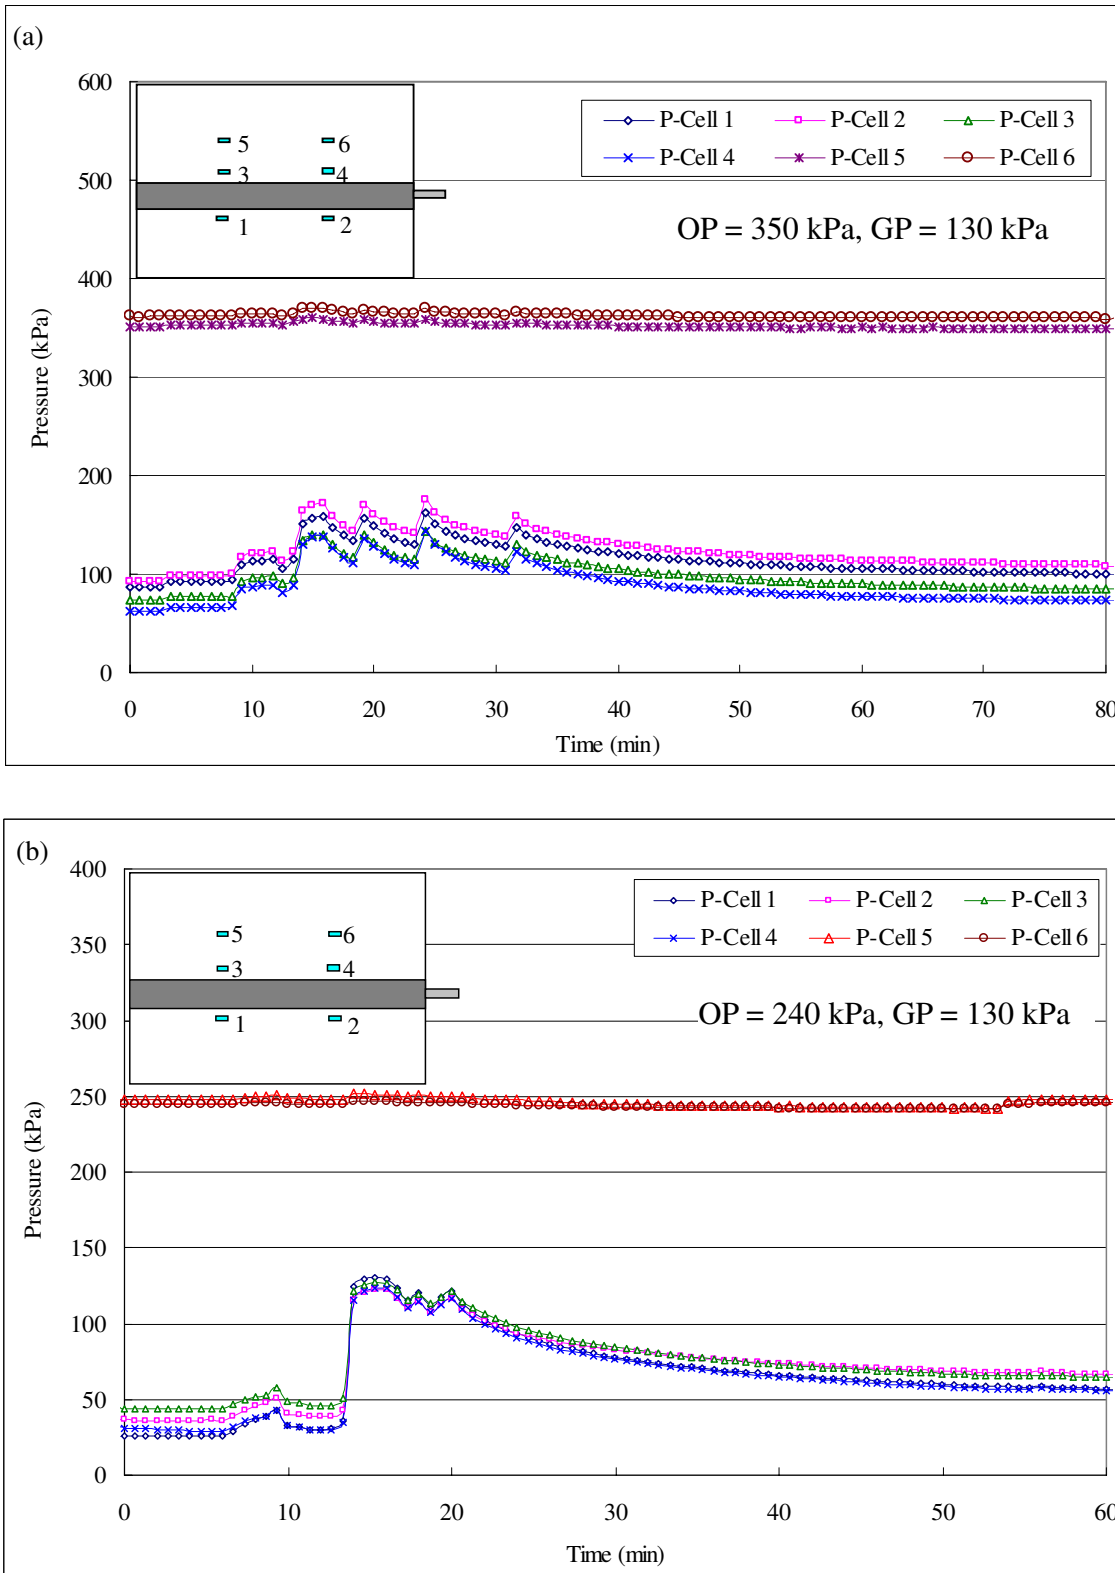 (a)
600
500
400
300
200
100
0
Pressure (kPa)
5 6
3 4
1 2
P-Cell 1 P-Cell 2 P-Cell 3
P-Cell 4 P-Cell 5 P-Cell 6
OP = 350 kPa, GP = 130 kPa
0 10 20 30 40 50 60 70 80
Time (min)
(b)
400
350
300
250
200
150
100
50
0
Pressure (kPa)
5 6
3 4
1 2
P-Cell 1 P-Cell 2 P-Cell 3
P-Cell 4 P-Cell 5 P-Cell 6
OP = 240 kPa, GP = 130 kPa
0 10 20 30 40 50 60
Time (min)